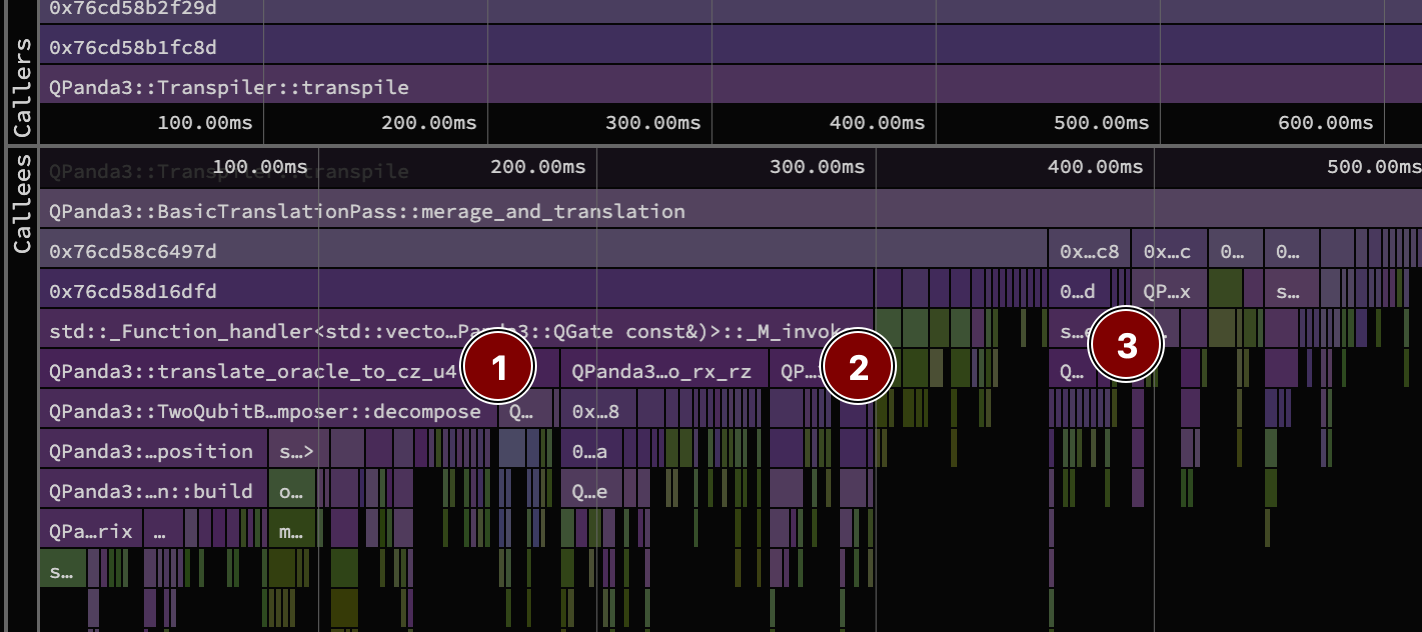 Callers
0x76cd58b2f29d
0x76cd58b1fc8d
QPanda3::Transpiler::transpile
100.00ms 200.00ms 300.00ms 400.00ms 500.00ms 600.00ms
Callees
QPanda3::Transpiler::transpile
100.00ms 200.00ms 300.00ms 400.00ms 500.00ms
QPanda3::BasicTranslationPass::merage_and_translation
0x76cd58c6497d 0x…c8 0x…c 0… 0…
0x76cd58d16dfd 0…d QP…x s…
std::_Function_handler<std::vecto…Panda3::QGate const&)>::_M_invoke
QPanda3::translate_oracle_to_cz_u4 QPanda3…o_rx_rz QP… Q…
1
2
3
QPanda3::TwoQubitB…mposer::decompose Q… 0x…8
QPanda3:…position s…> 0…a
QPanda3:…n::build o… Q…e
QPa…rix … m…
s…